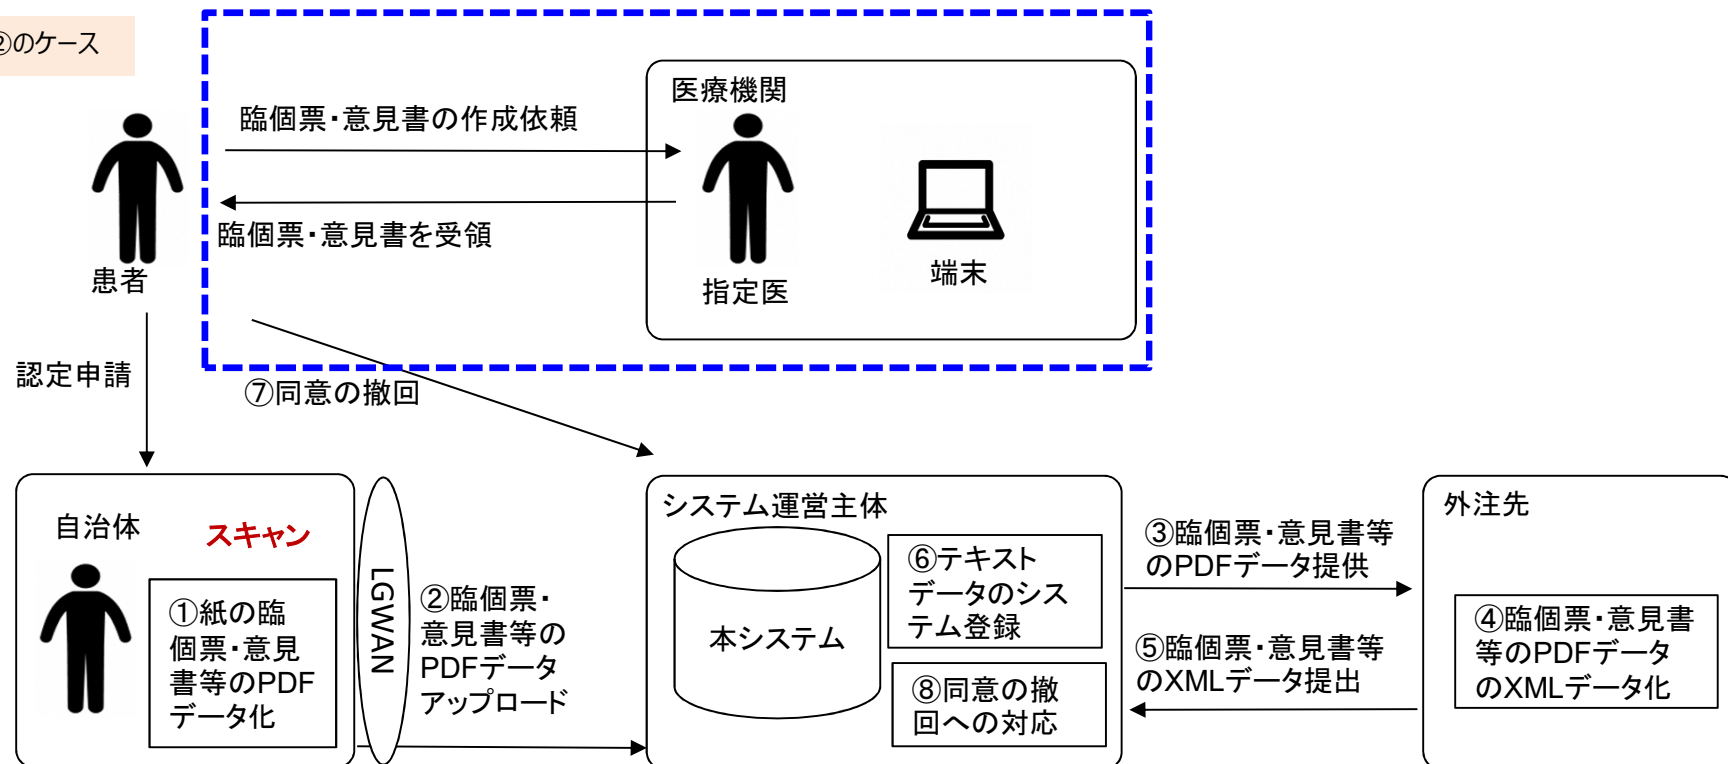 ②のケース
医療機関
臨個票・意見書の作成依頼
臨個票・意見書を受領
患者
指定医
端末
認定申請
⑦同意の撤回
自治体
スキャン
①紙の臨
個票・意見
書等のPDF
データ化
LGWAN
②臨個票・
意見書等の
PDFデータ
アップロード
システム運営主体
本システム
⑥テキスト
データのシス
テム登録
⑧同意の撤
回への対応
③臨個票・意見書等
のPDFデータ提供
⑤臨個票・意見書等
のXMLデータ提出
外注先
④臨個票・意見書
等のPDFデータ
のXMLデータ化